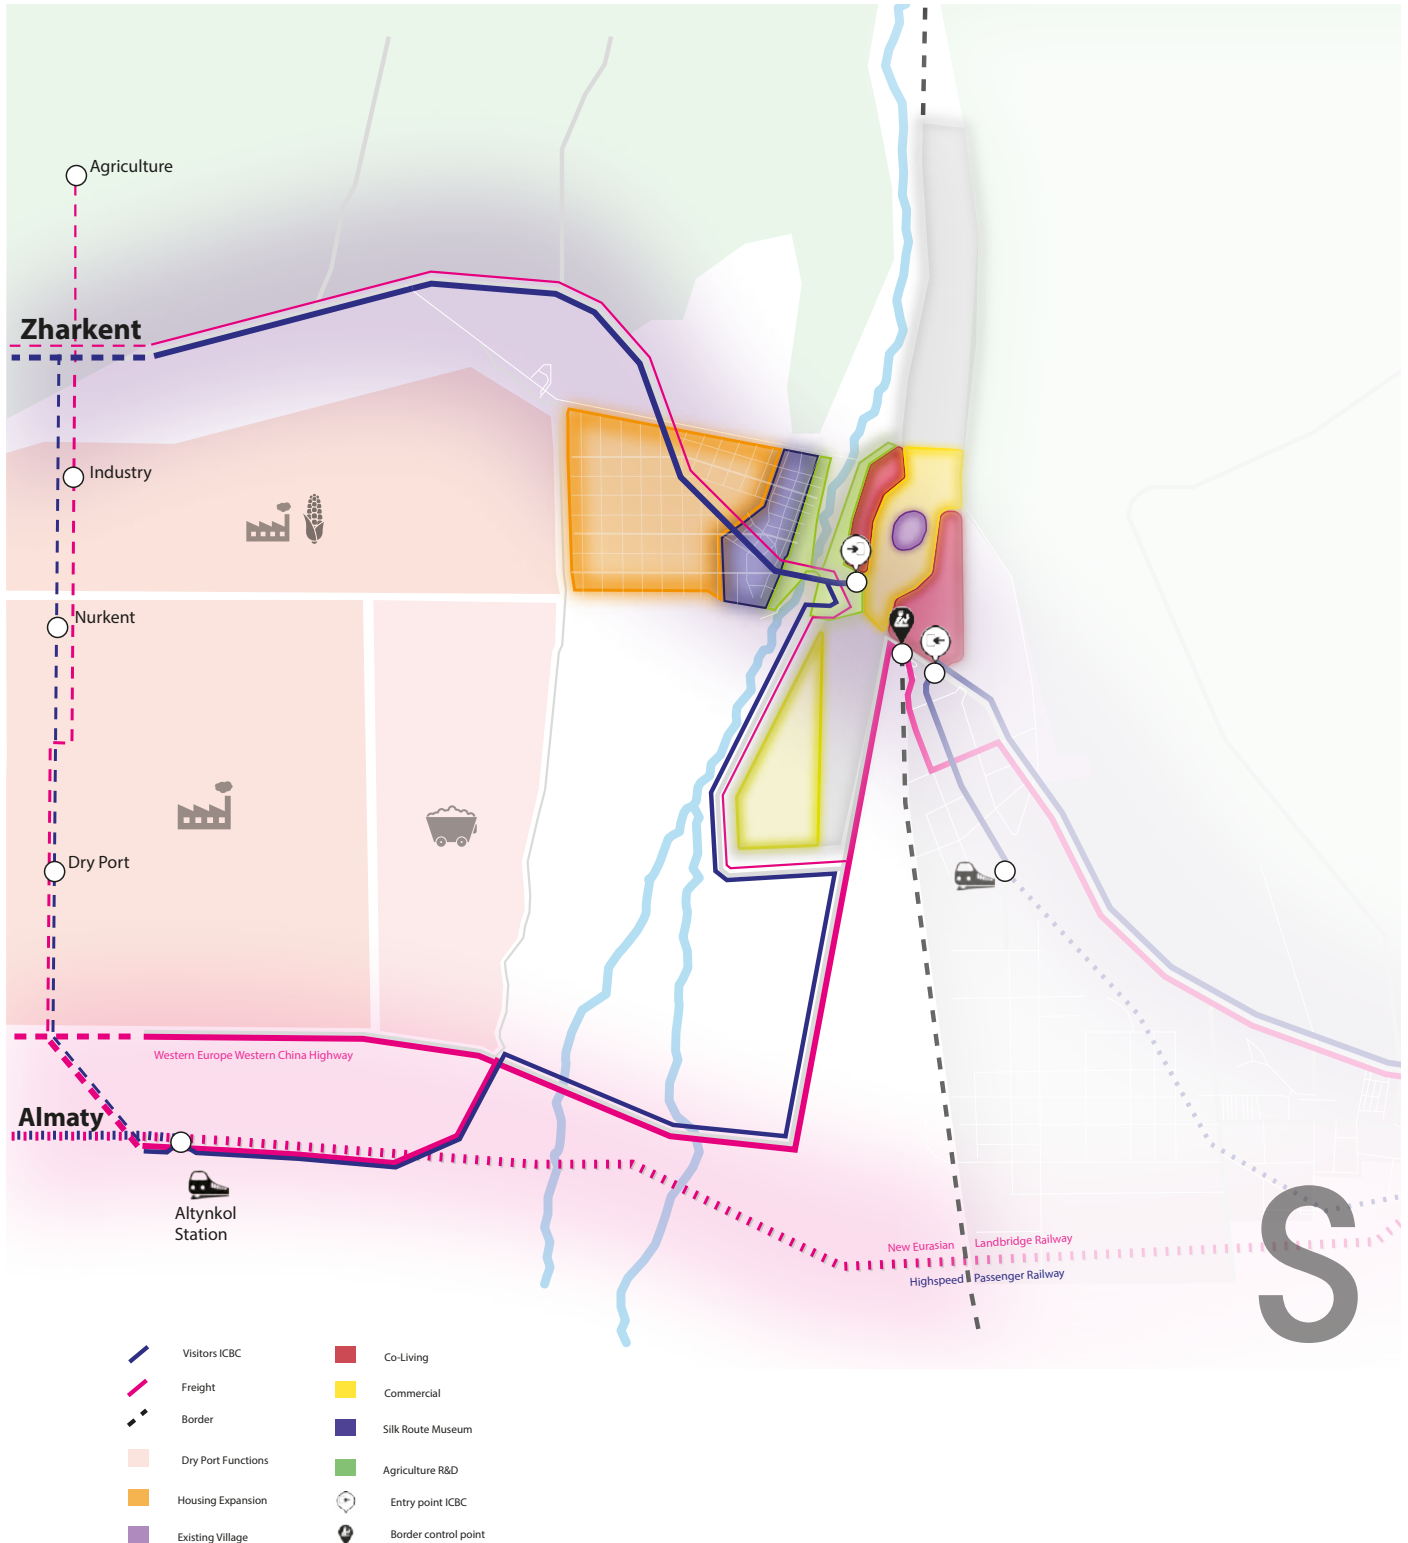 Agriculture
Zharkent
Industry
Nurkent
Dry Port
Western Europe Western China Highway
Almaty
Altynkol
Station
New Eurasian Landbridge Railway
Highspeed Passenger Railway
S
Visitors ICBC
Freight
Border
Dry Port Functions
Housing Expansion
Existing Village
Co-Living
Commercial
Silk Route Museum
Agriculture R&D
Entry point ICBC
Border control point